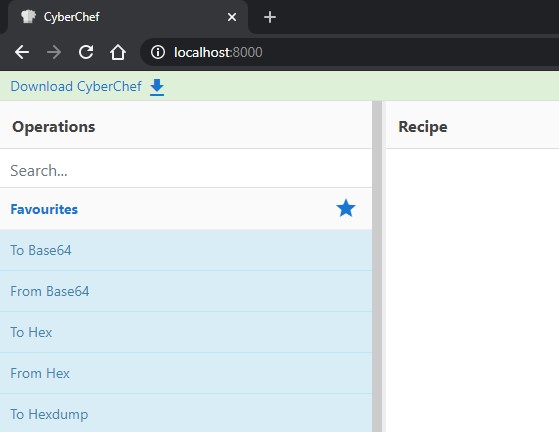 CyberChef
localhost:8000
Download CyberChef
Operations
Recipe
Search...
Favourites
To Base64
From Base64
To Hex
From Hex
To Hexdump